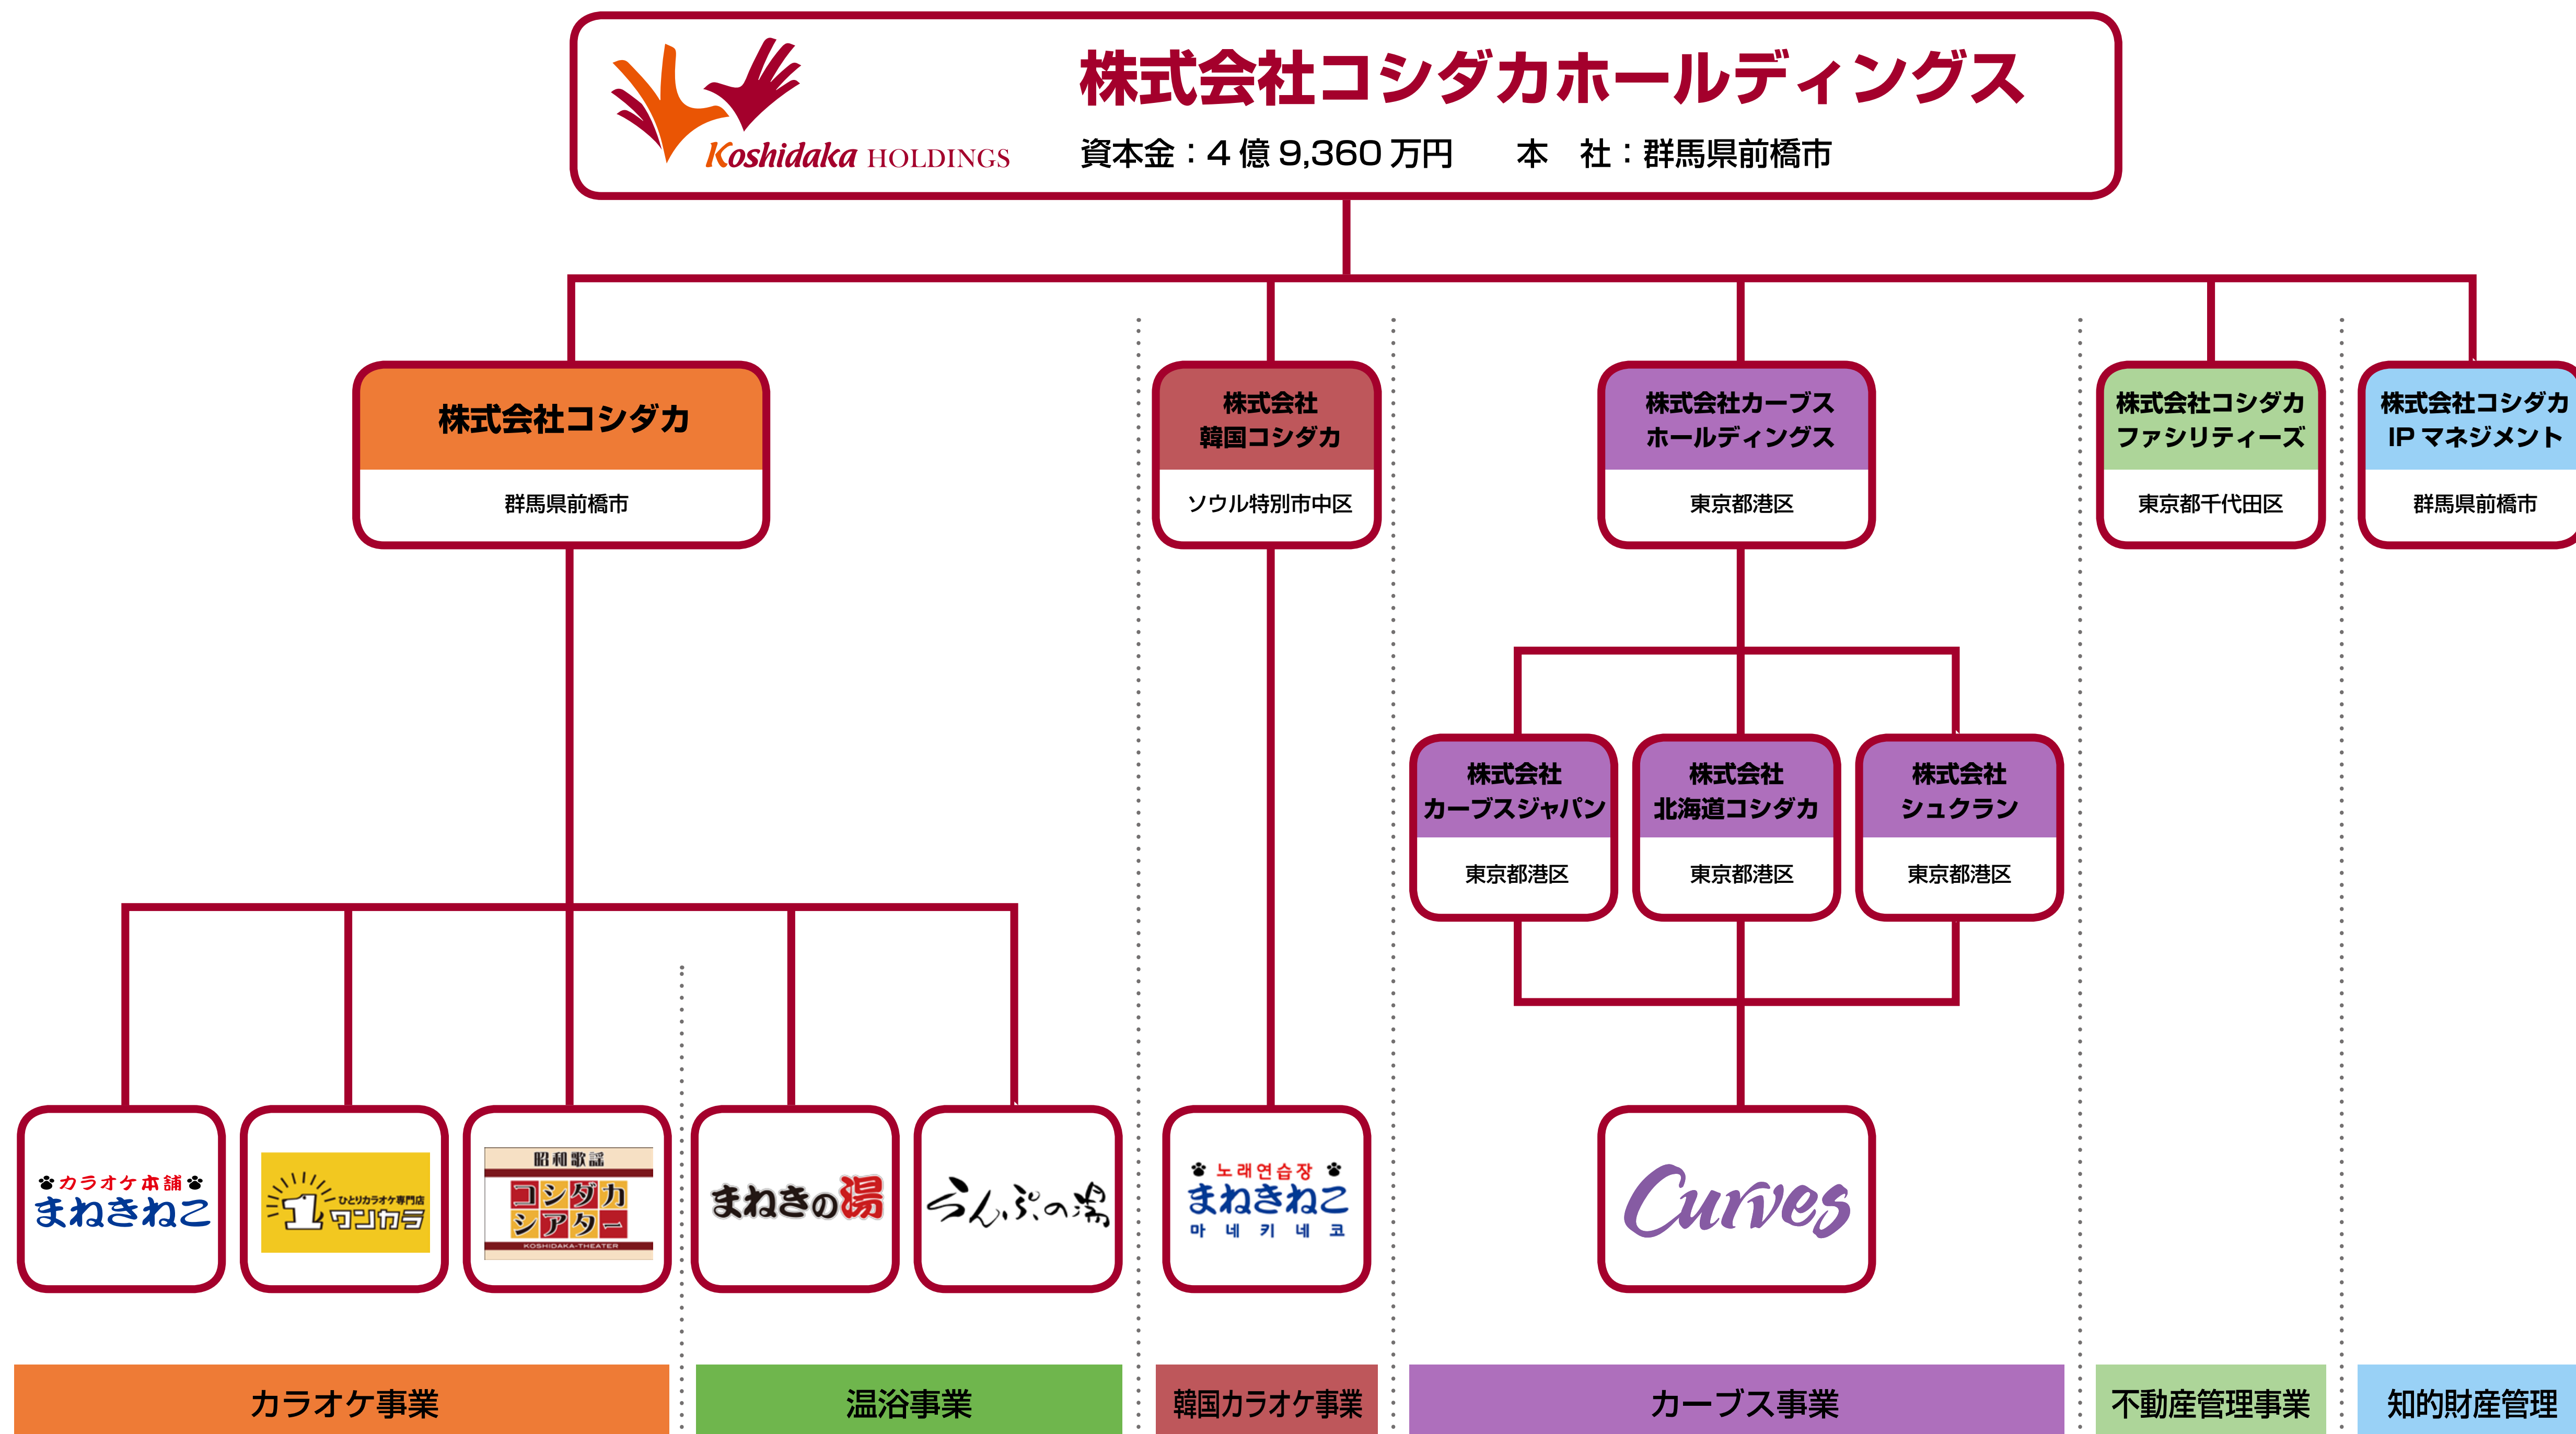 株式会社コシダカホールディングス
Koshidaka HOLDINGS
資本金：4 億 9,360 万円　本　社：群馬県前橋市
株式会社コシダカ
群馬県前橋市
株式会社
韓国コシダカ
ソウル特別市中区
株式会社カーブス
ホールディングス
東京都港区
株式会社コシダカ
ファシリティーズ
東京都千代田区
株式会社コシダカ
IP マネジメント
群馬県前橋市
株式会社
カーブスジャパン
東京都港区
株式会社
北海道コシダカ
東京都港区
株式会社
シュクラン
東京都港区
カラオケ本舗
まねきねこ
ひとりカラオケ専門店
1 ワンカラ
昭和歌謡
コシダカ
シアター
KOSHIDAKA-THEATER
まねきの湯
らんぷの湯
노래연습장
まねきねこ
마네키네코
Curves
カラオケ事業
温浴事業
韓国カラオケ事業
カーブス事業
不動産管理事業
知的財産管理